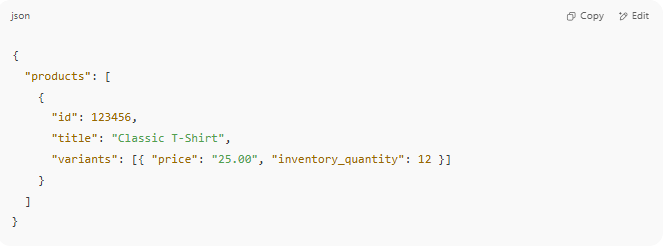 json Copy Edit
{
"products": [
{
"id": 123456,
"title": "Classic T-Shirt",
"variants": [{ "price": "25.00", "inventory_quantity": 12 }]
}
]
}